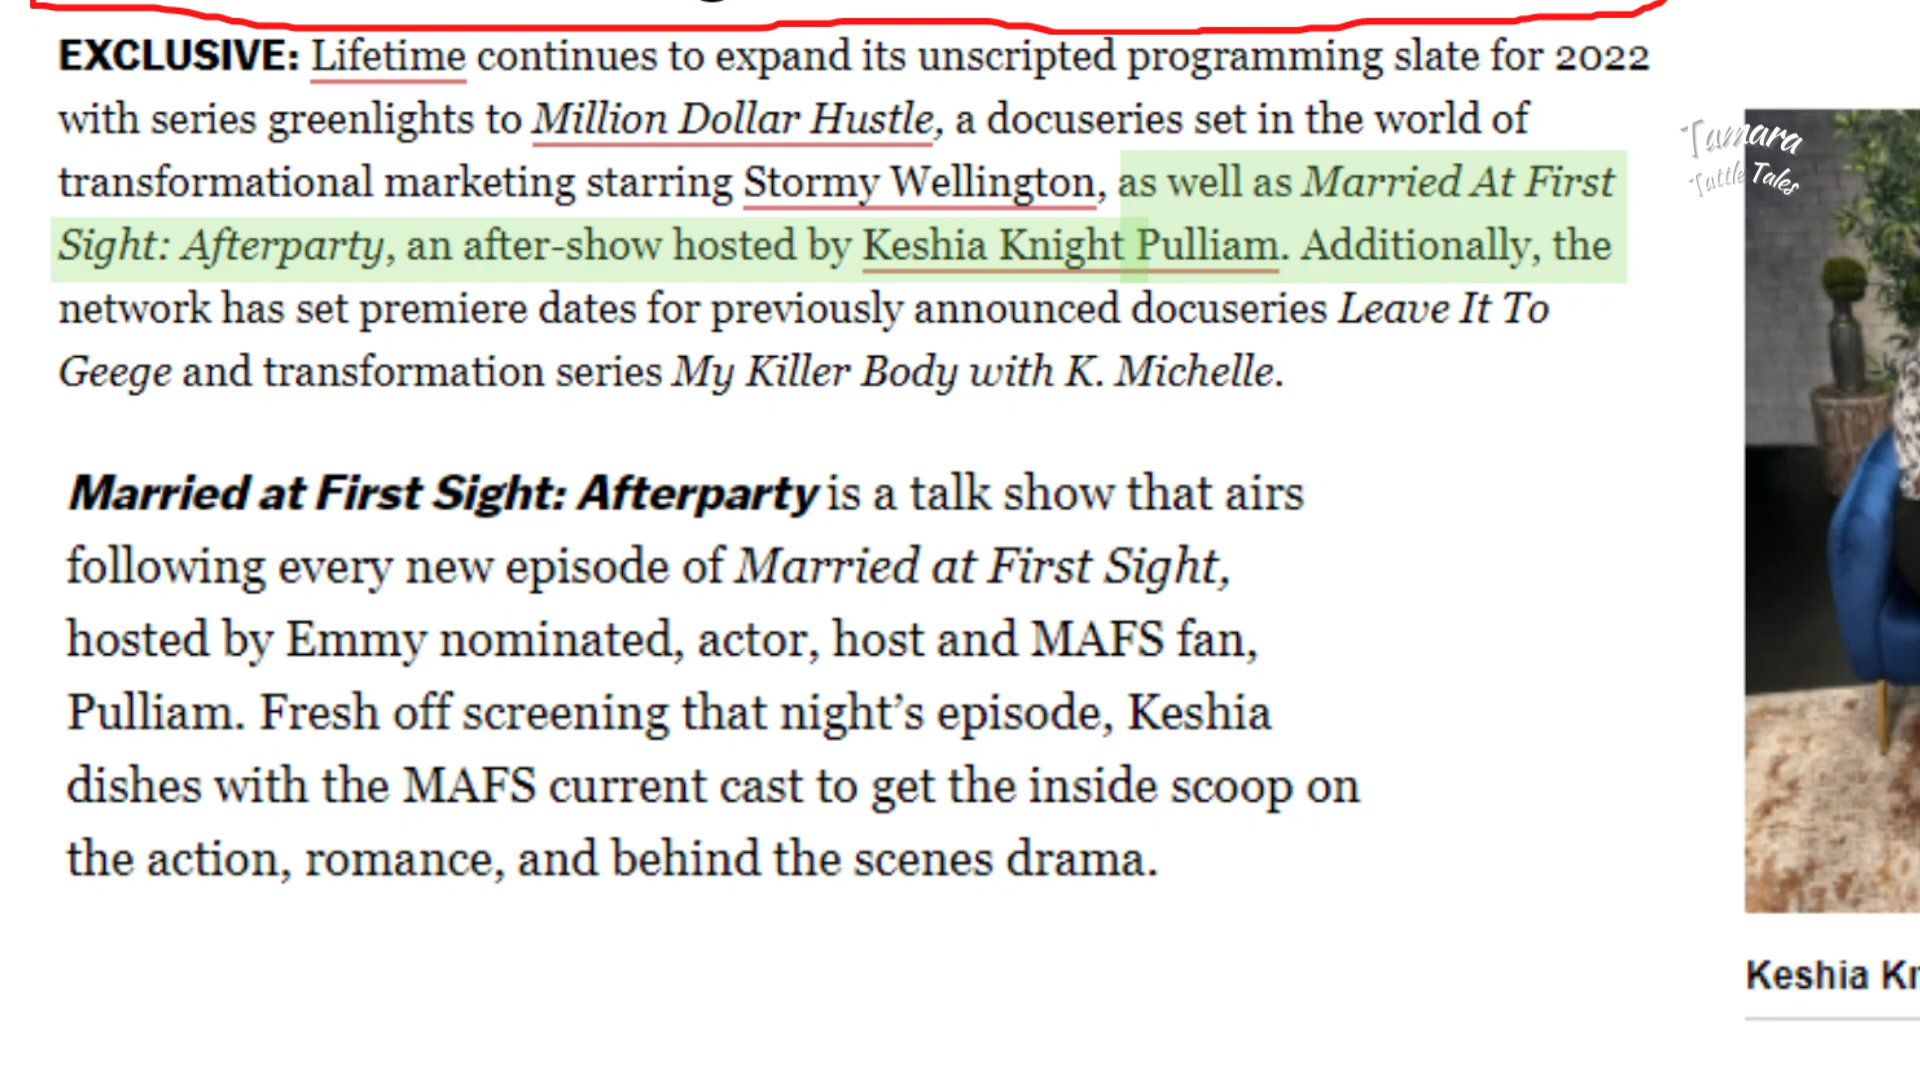 EXCLUSIVE: Lifetime continues to expand its unscripted programming slate for 2022
with series greenlights to Million Dollar Hustle, a docuseries set in the world of
transformational marketing starring Stormy Wellington, as well as Married At First
Sight: Afterparty, an after-show hosted by Keshia Knight Pulliam. Additionally, the
network has set premiere dates for previously announced docuseries Leave It To
Geege and transformation series My Killer Body with K. Michelle.
Married at First Sight: Afterparty is a talk show that airs
following every new episode of Married at First Sight,
hosted by Emmy nominated, actor, host and MAFS fan,
Pulliam. Fresh off screening that night's episode, Keshia
dishes with the MAFS current cast to get the inside scoop on
the action, romance, and behind the scenes drama.
Tamara
Tattle Tales
Keshia